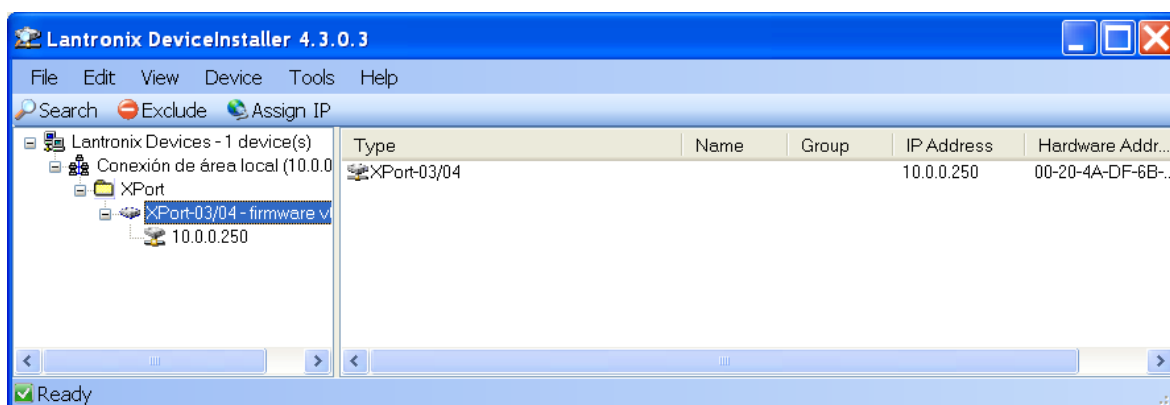 Lantronix DeviceInstaller 4.3.0.3
File Edit View Device Tools Help
Search Exclude Assign IP
Lantronix Devices - 1 device(s)
Conexión de área local (10.0.0
XPort
XPort-03/04 - firmware
10.0.0.250
Type Name Group IP Address Hardware Addr...
XPort-03/04 10.0.0.250 00-20-4A-DF-6B-...
Ready